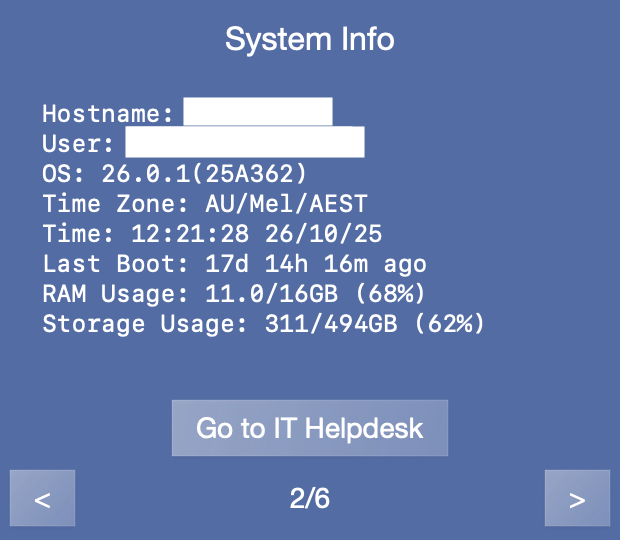 System Info
Hostname:
User:
OS: 26.0.1(25A362)
Time Zone: AU/Mel/AEST
Time: 12:21:28 26/10/25
Last Boot: 17d 14h 16m ago
RAM Usage: 11.0/16GB (68%)
Storage Usage: 311/494GB (62%)
Go to IT Helpdesk
< 2/6 >